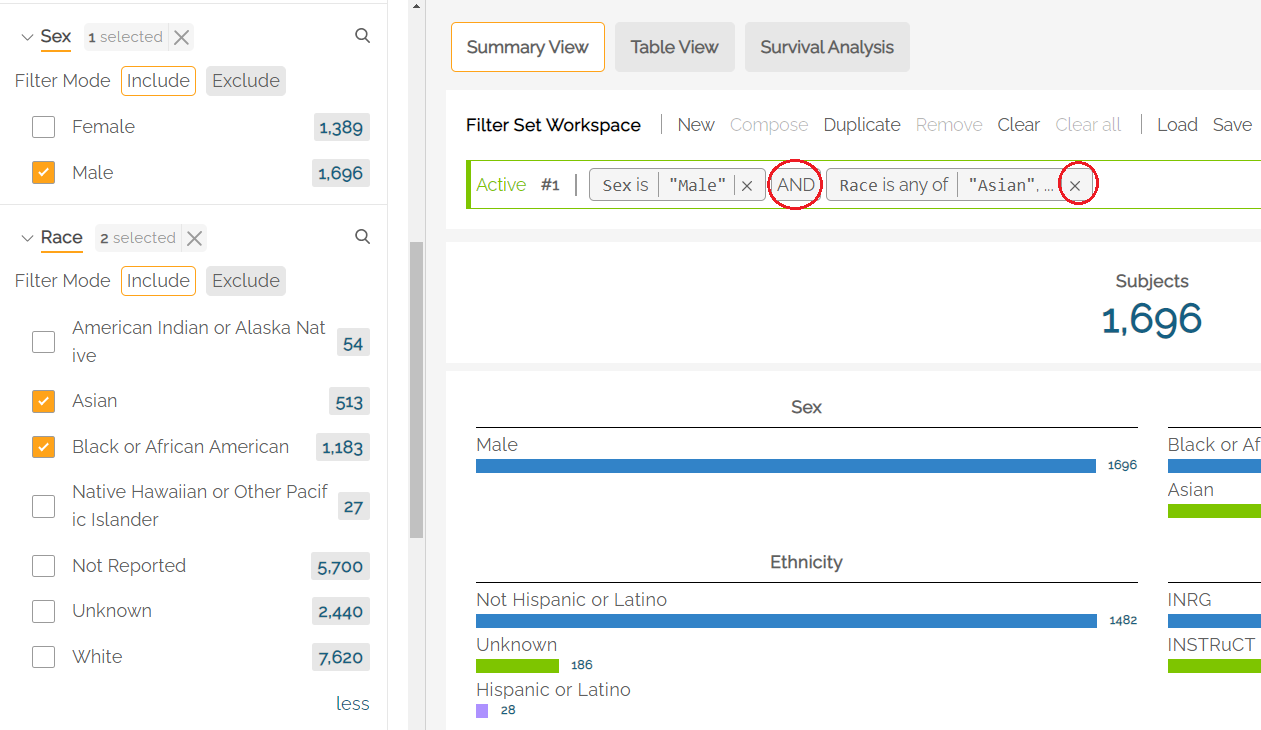 Sex 1 selected
Filter Mode Include Exclude
Female 1,389
Male 1,696
Race 2 selected
Filter Mode Include Exclude
American Indian or Alaska Nat
ive 54
Asian 513
Black or African American 1,183
Native Hawaiian or Other Pacif
ic Islander 27
Not Reported 5,700
Unknown 2,440
White 7,620
less
Summary View Table View Survival Analysis
Filter Set Workspace New Compose Duplicate Remove Clear Clear all Load Save
Active #1 Sex is "Male" × AND Race is any of "Asian", ... ×
Subjects
1,696
Sex
Male 1696
Black or Af
Asian
Ethnicity
Not Hispanic or Latino 1482
Unknown 186
Hispanic or Latino 28
INRG
INSTRuCT